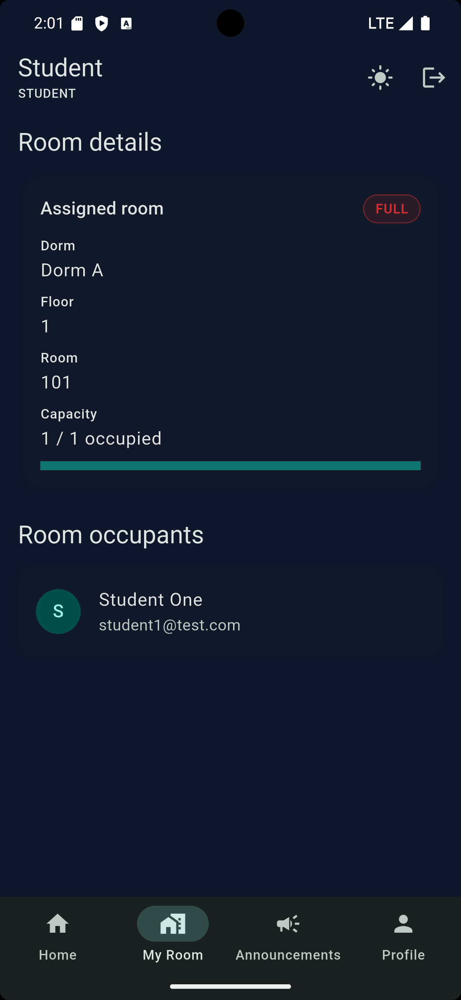 2:01
LTE
Student
STUDENT
Room details
Assigned room
FULL
Dorm
Dorm A
Floor
1
Room
101
Capacity
1 / 1 occupied
Room occupants
S
Student One
student1@test.com
Home
My Room
Announcements
Profile